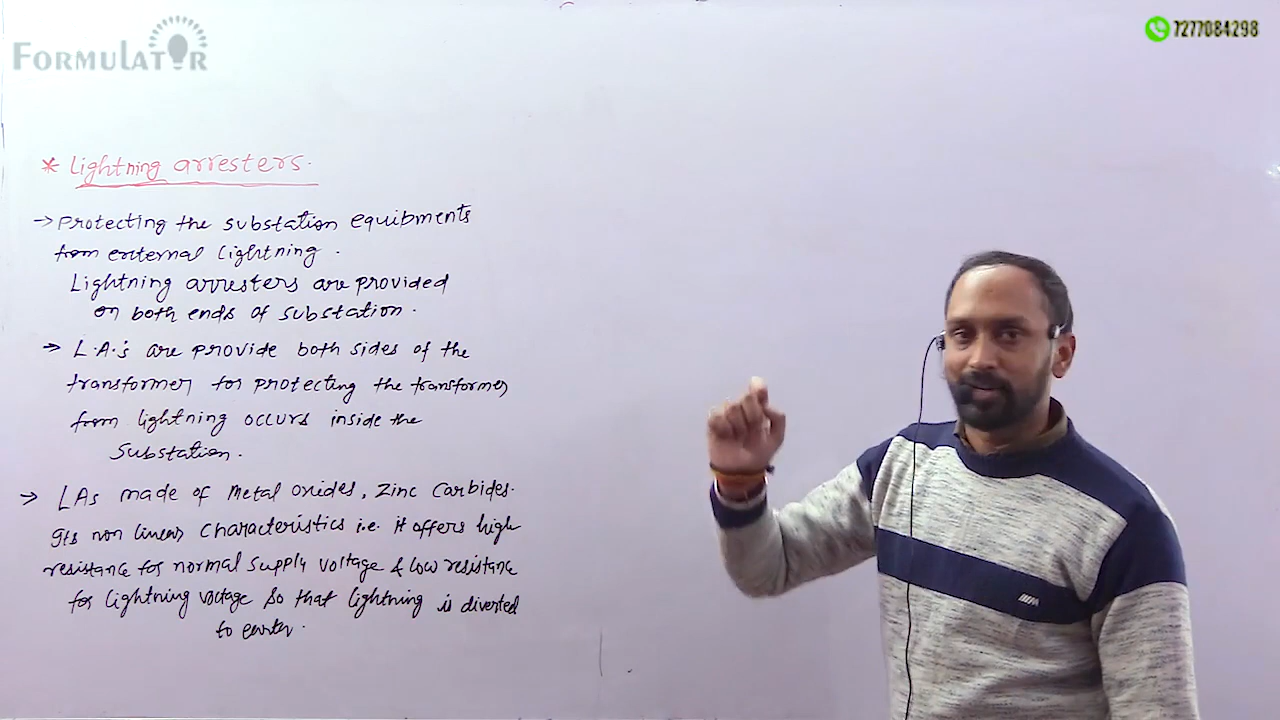 FORMULATOR
7277084298
* Lightning arresters.
→ Protecting the substation equibments
from external lightning.
Lightning arresters are provided
on both ends of substation.
→ L.A.'s are provide both sides of the
transformer for protecting the transformer
from lightning occurs inside the
Substation.
→ LAs made of Metal oxides, Zinc Carbides.
Its non linear characteristics i.e. it offers high
resistance for normal supply voltage & low resistance
for lightning voltage so that lightning is diverted
to